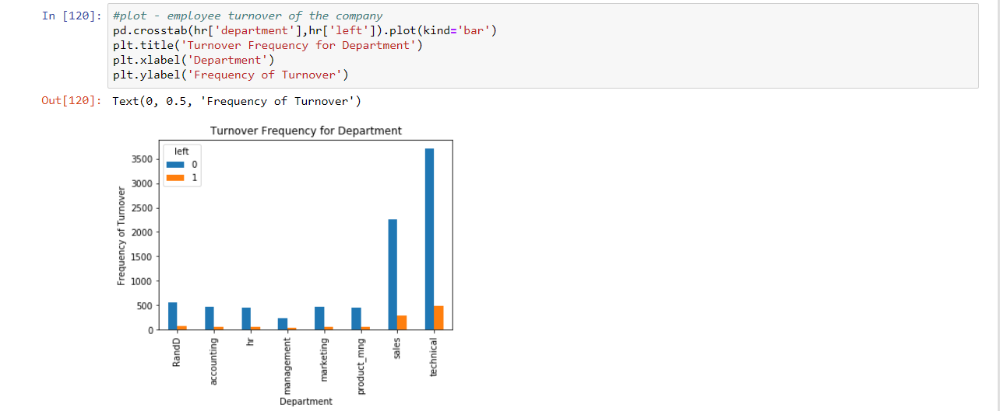 In [120]: #plot - employee turnover of the company
pd.crosstab(hr['department'],hr['left']).plot(kind='bar')
plt.title('Turnover Frequency for Department')
plt.xlabel('Department')
plt.ylabel('Frequency of Turnover')
Out[120]: Text(0, 0.5, 'Frequency of Turnover')
Turnover Frequency for Department
left
0
1
3500
3000
2500
2000
1500
1000
500
0
Frequency of Turnover
RandD
accounting
hr
management
marketing
product_mng
sales
technical
Department